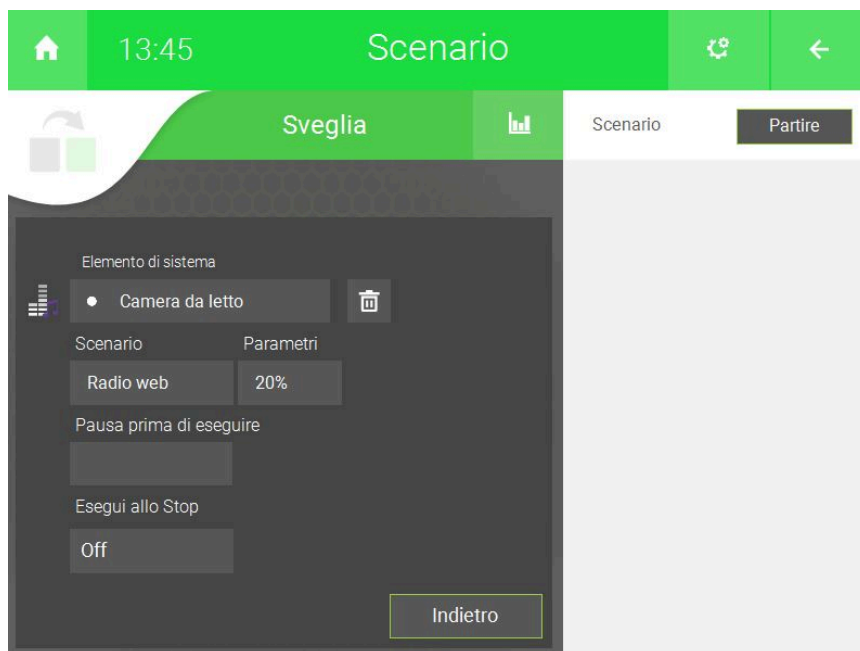 13:45 Scenario
Sveglia
Scenario Partire
Elemento di sistema
Camera da letto
Scenario Parametri
Radio web 20%
Pausa prima di eseguire
Esegui allo Stop
Off
Indietro